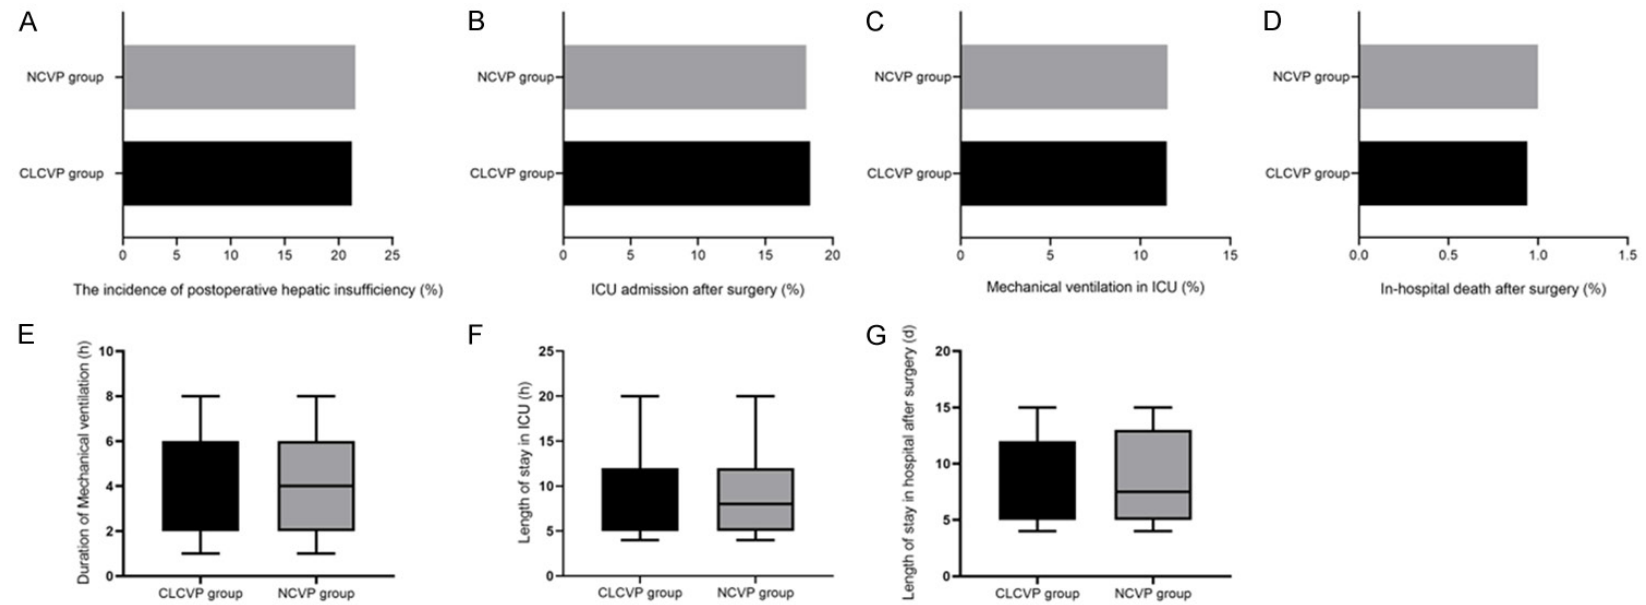 A
NCVP group
CLCVP group
0 5 10 15 20 25
The incidence of postoperative hepatic insufficiency (%)
B
NCVP group
CLCVP group
0 5 10 15 20
ICU admission after surgery (%)
C
NCVP group
CLCVP group
0 5 10 15
Mechanical ventilation in ICU (%)
D
NCVP group
CLCVP group
0.0 0.5 1.0 1.5
In-hospital death after surgery (%)
E
Duration of Mechanical ventilation (h)
10
8
6
4
2
0
CLCVP group NCVP group
F
Length of stay in ICU (h)
25
20
15
10
5
0
CLCVP group NCVP group
G
Length of stay in hospital after surgery (d)
20
15
10
5
0
CLCVP group NCVP group